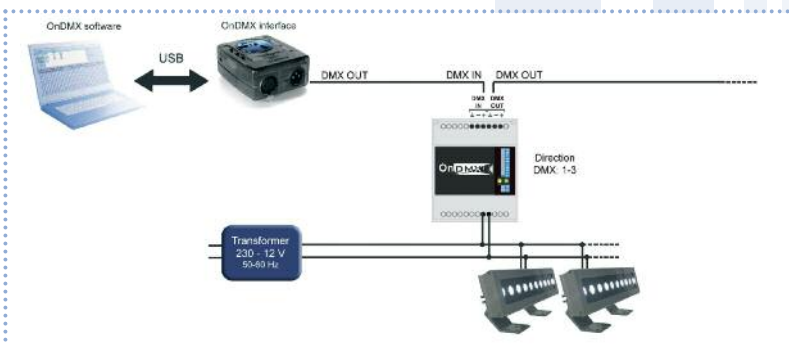 OnDMX software
OnDMX interface
USB
DMX OUT
DMX IN
DMX OUT
DMX DMX
IN OUT
OnDMX
Direction
DMX: 1-3
Transformer
230 - 12 V
50-60 Hz